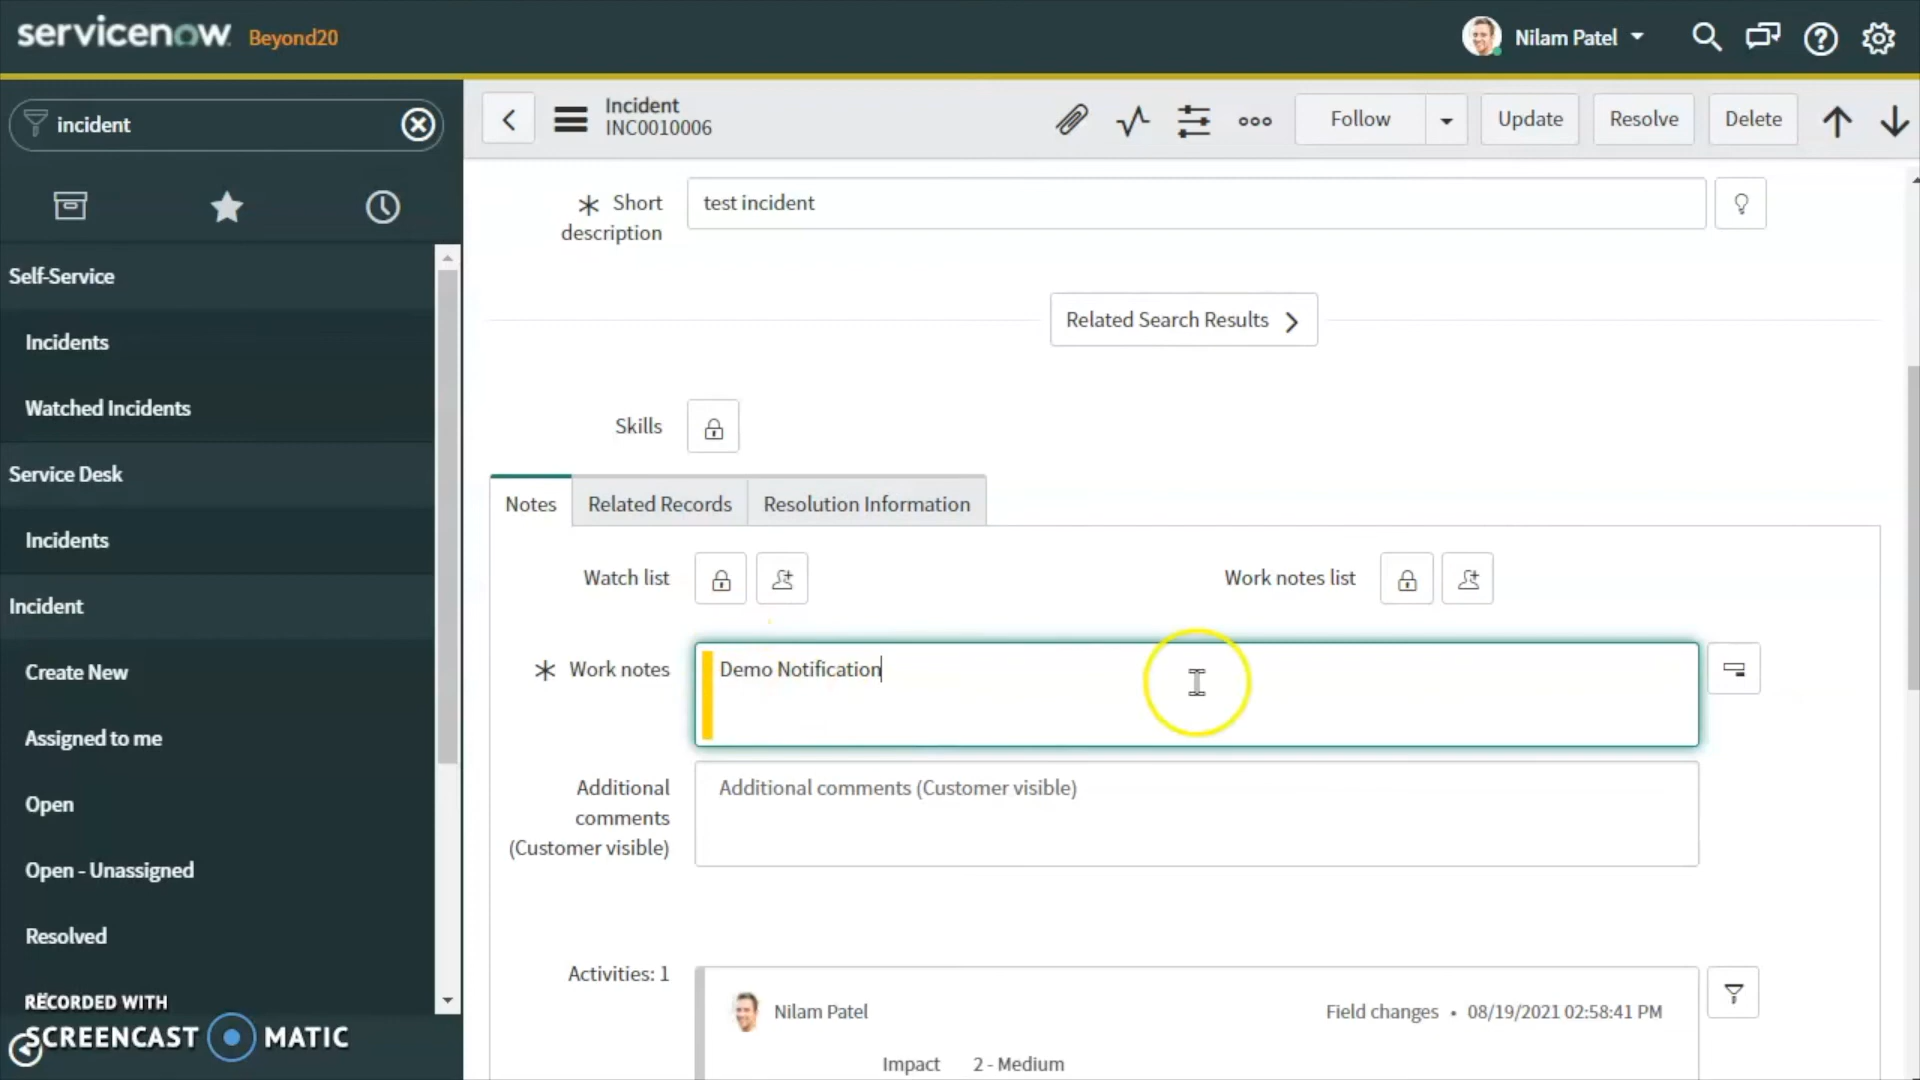 servicenow Beyond20
Nilam Patel
incident
Incident
INC0010006
Follow
Update
Resolve
Delete
Self-Service
Incidents
Watched Incidents
Service Desk
Incidents
Incident
Create New
Assigned to me
Open
Open - Unassigned
Resolved
RECORDED WITH
SCREENCAST MATIC
* Short
description
test incident
Related Search Results
Skills
Notes
Related Records
Resolution Information
Watch list
Work notes list
* Work notes
Demo Notification
Additional
comments
(Customer visible)
Additional comments (Customer visible)
Activities: 1
Nilam Patel
Field changes • 08/19/2021 02:58:41 PM
Impact 2 - Medium